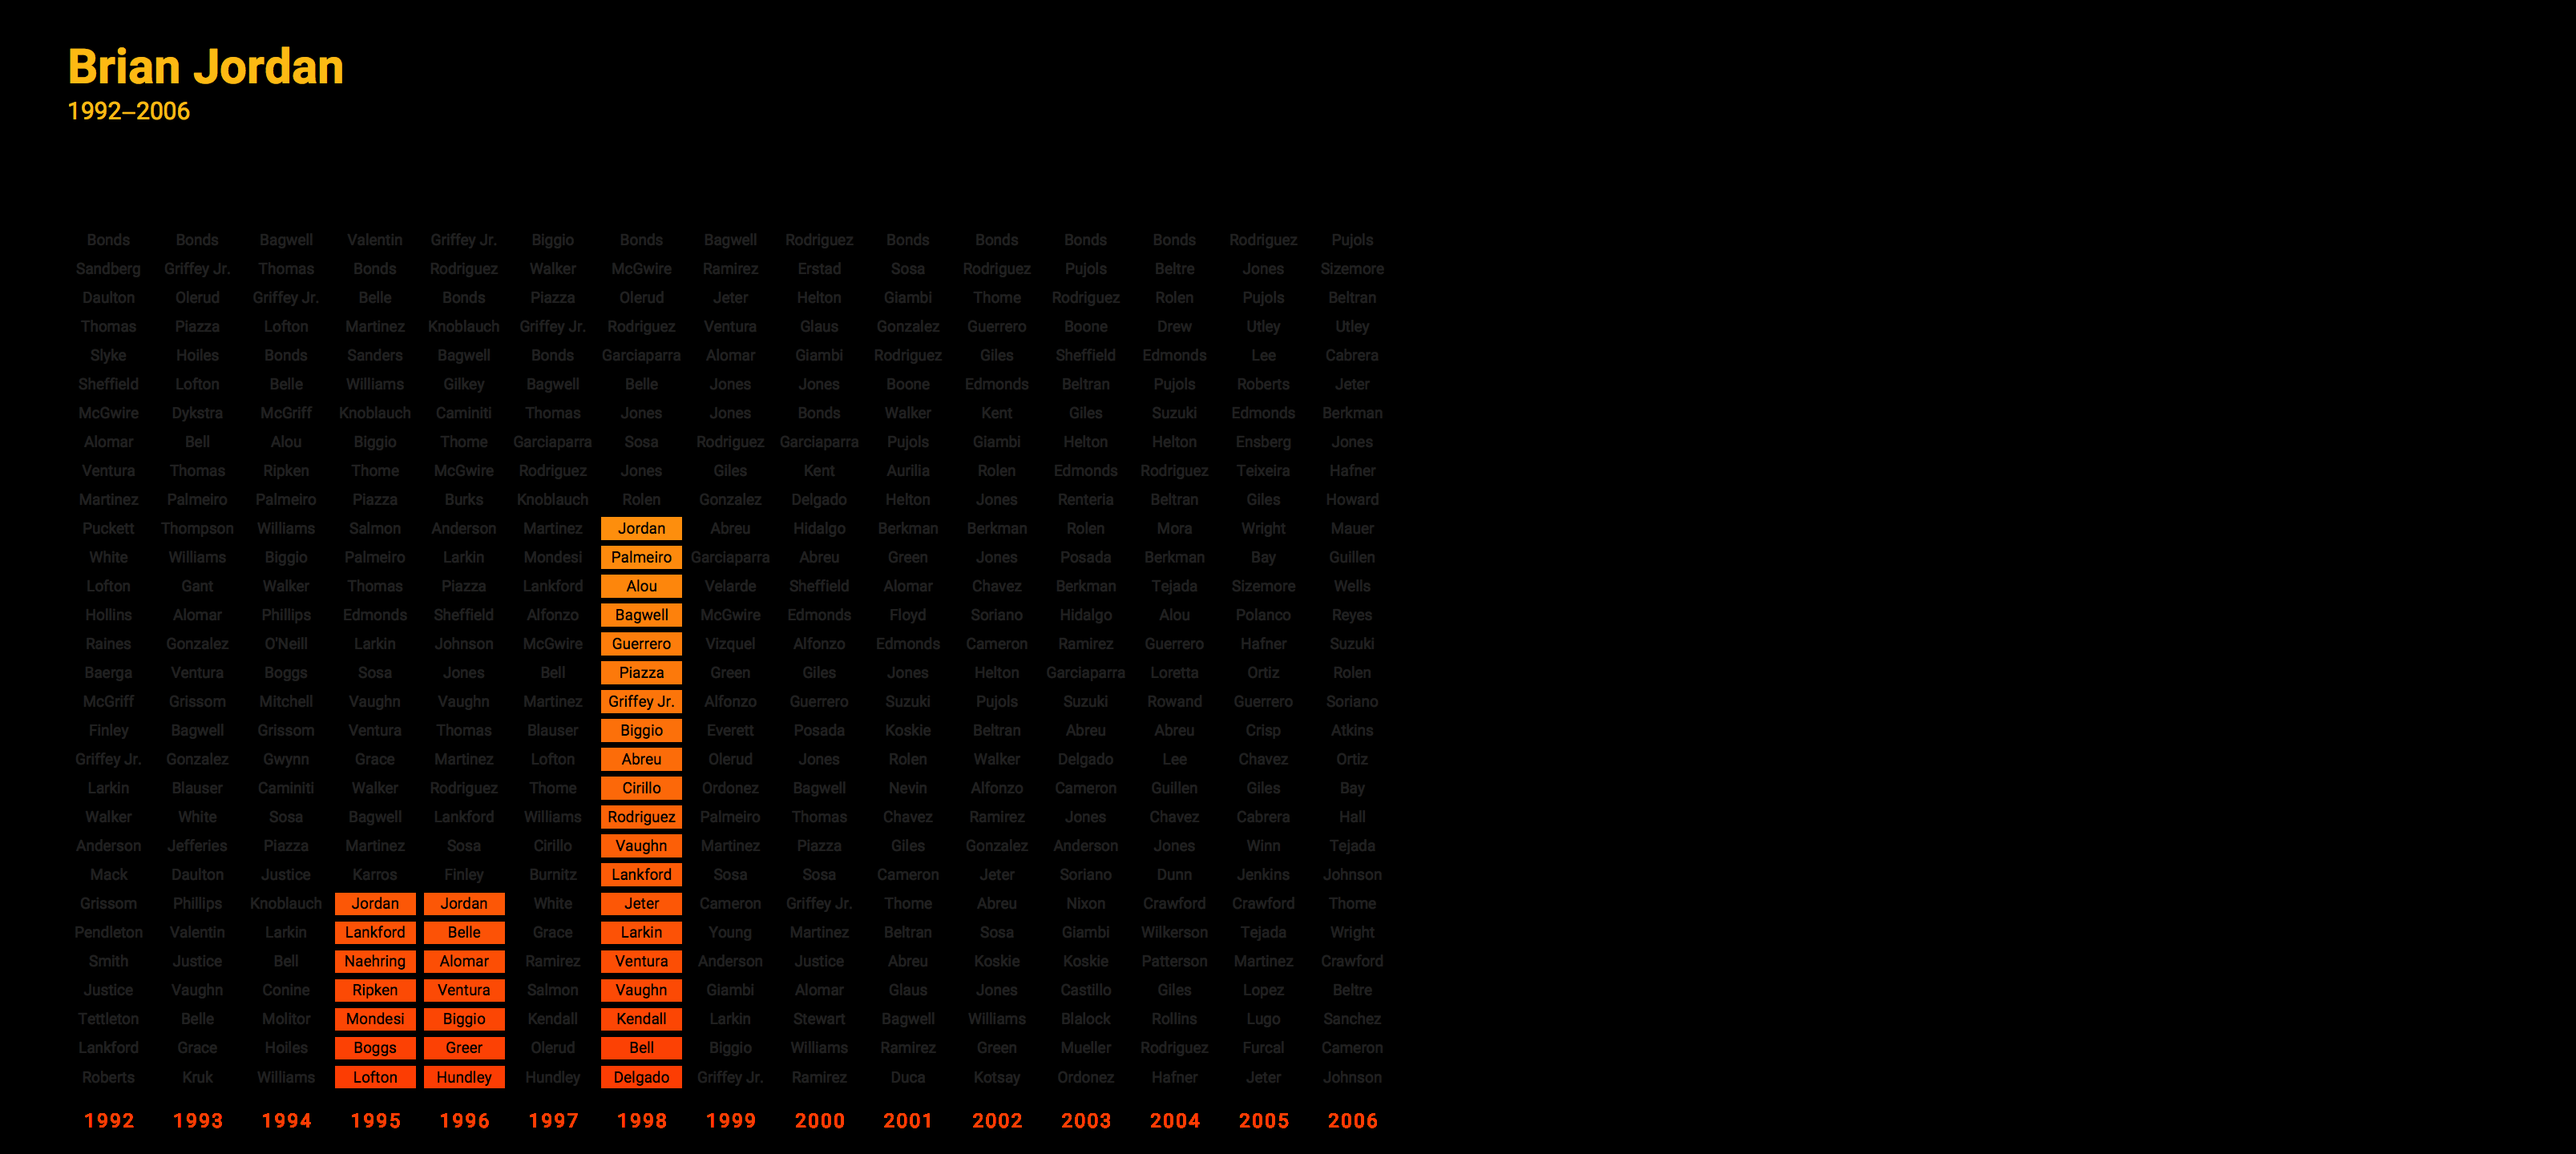 Brian Jordan
1992–2006
Bonds Bonds Bagwell Valentin Griffey Jr. Biggio Bonds Bagwell Rodriguez Bonds Bonds Bonds Bonds Rodriguez Pujols
Sandberg Griffey Jr. Thomas Bonds Rodriguez Walker McGwire Ramirez Erstad Sosa Rodriguez Pujols Beltre Jones Sizemore
Daulton Olerud Griffey Jr. Belle Bonds Piazza Olerud Jeter Helton Giambi Thome Rodriguez Rolen Pujols Beltran
Thomas Piazza Lofton Martinez Knoblauch Griffey Jr. Rodriguez Ventura Glaus Gonzalez Guerrero Boone Drew Utley Utley
Slyke Hoiles Bonds Sanders Bagwell Bonds Garciaparra Alomar Giambi Rodriguez Giles Sheffield Edmonds Lee Cabrera
Sheffield Lofton Belle Williams Gilkey Bagwell Belle Jones Jones Boone Edmonds Beltran Pujols Roberts Jeter
McGwire Dykstra McGriff Knoblauch Caminiti Thomas Jones Jones Bonds Walker Kent Giles Suzuki Edmonds Berkman
Alomar Bell Alou Biggio Thome Garciaparra Sosa Rodriguez Garciaparra Pujols Giambi Helton Helton Ensberg Jones
Ventura Thomas Ripken Thome McGwire Rodriguez Jones Giles Kent Aurilia Rolen Edmonds Rodriguez Teixeira Hafner
Martinez Palmeiro Palmeiro Piazza Burks Knoblauch Rolen Gonzalez Delgado Helton Jones Renteria Beltran Giles Howard
Puckett Thompson Williams Salmon Anderson Martinez Jordan Abreu Hidalgo Berkman Berkman Rolen Mora Wright Mauer
White Williams Biggio Palmeiro Larkin Mondesi Palmeiro Garciaparra Abreu Green Jones Posada Berkman Bay Guillen
Lofton Gant Walker Thomas Piazza Lankford Alou Velarde Sheffield Alomar Chavez Berkman Tejada Sizemore Wells
Hollins Alomar Phillips Edmonds Sheffield Alfonzo Bagwell McGwire Edmonds Floyd Soriano Hidalgo Alou Polanco Reyes
Raines Gonzalez O'Neill Larkin Johnson McGwire Guerrero Vizquel Alfonzo Edmonds Cameron Ramirez Guerrero Hafner Suzuki
Baerga Ventura Boggs Sosa Jones Bell Piazza Green Giles Jones Helton Garciaparra Loretta Ortiz Rolen
McGriff Grissom Mitchell Vaughn Vaughn Martinez Griffey Jr. Alfonzo Guerrero Suzuki Pujols Suzuki Rowand Guerrero Soriano
Finley Bagwell Grissom Ventura Thomas Blauser Biggio Everett Posada Koskie Beltran Abreu Abreu Crisp Atkins
Griffey Jr. Gonzalez Gwynn Grace Martinez Lofton Abreu Olerud Jones Rolen Walker Delgado Lee Chavez Ortiz
Larkin Blauser Caminiti Walker Rodriguez Thome Cirillo Ordonez Bagwell Nevin Alfonzo Cameron Guillen Giles Bay
Walker White Sosa Bagwell Lankford Williams Rodriguez Palmeiro Thomas Chavez Ramirez Jones Chavez Cabrera Hall
Anderson Jefferies Piazza Martinez Sosa Cirillo Vaughn Martinez Piazza Giles Gonzalez Anderson Jones Winn Tejada
Mack Daulton Justice Karros Finley Burnitz Lankford Sosa Sosa Cameron Jeter Soriano Dunn Jenkins Johnson
Grissom Phillips Knoblauch Jordan Jordan White Jeter Cameron Griffey Jr. Thome Abreu Nixon Crawford Crawford Thome
Pendleton Valentin Larkin Lankford Belle Grace Larkin Young Martinez Beltran Sosa Giambi Wilkerson Tejada Wright
Smith Justice Bell Naehring Alomar Ramirez Ventura Anderson Justice Abreu Koskie Koskie Patterson Martinez Crawford
Justice Vaughn Conine Ripken Ventura Salmon Vaughn Giambi Alomar Glaus Jones Castillo Giles Lopez Beltre
Tettleton Belle Molitor Mondesi Biggio Kendall Kendall Larkin Stewart Bagwell Williams Blalock Rollins Lugo Sanchez
Lankford Grace Hoiles Boggs Greer Olerud Bell Biggio Williams Ramirez Green Mueller Rodriguez Furcal Cameron
Roberts Kruk Williams Lofton Hundley Hundley Delgado Griffey Jr. Ramirez Duca Kotsay Ordonez Hafner Jeter Johnson
1992 1993 1994 1995 1996 1997 1998 1999 2000 2001 2002 2003 2004 2005 2006